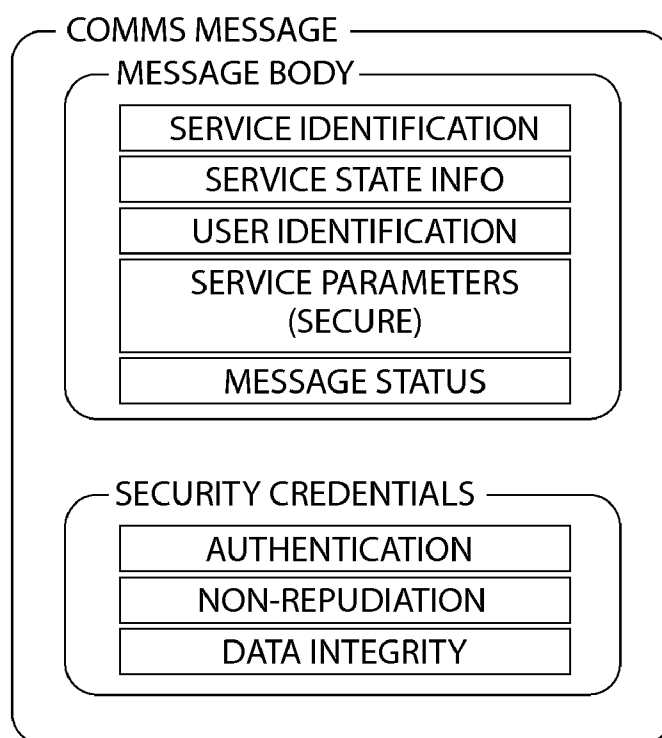 COMMS MESSAGE
MESSAGE BODY
SERVICE IDENTIFICATION
SERVICE STATE INFO
USER IDENTIFICATION
SERVICE PARAMETERS
(SECURE)
MESSAGE STATUS
SECURITY CREDENTIALS
AUTHENTICATION
NON-REPUDIATION
DATA INTEGRITY